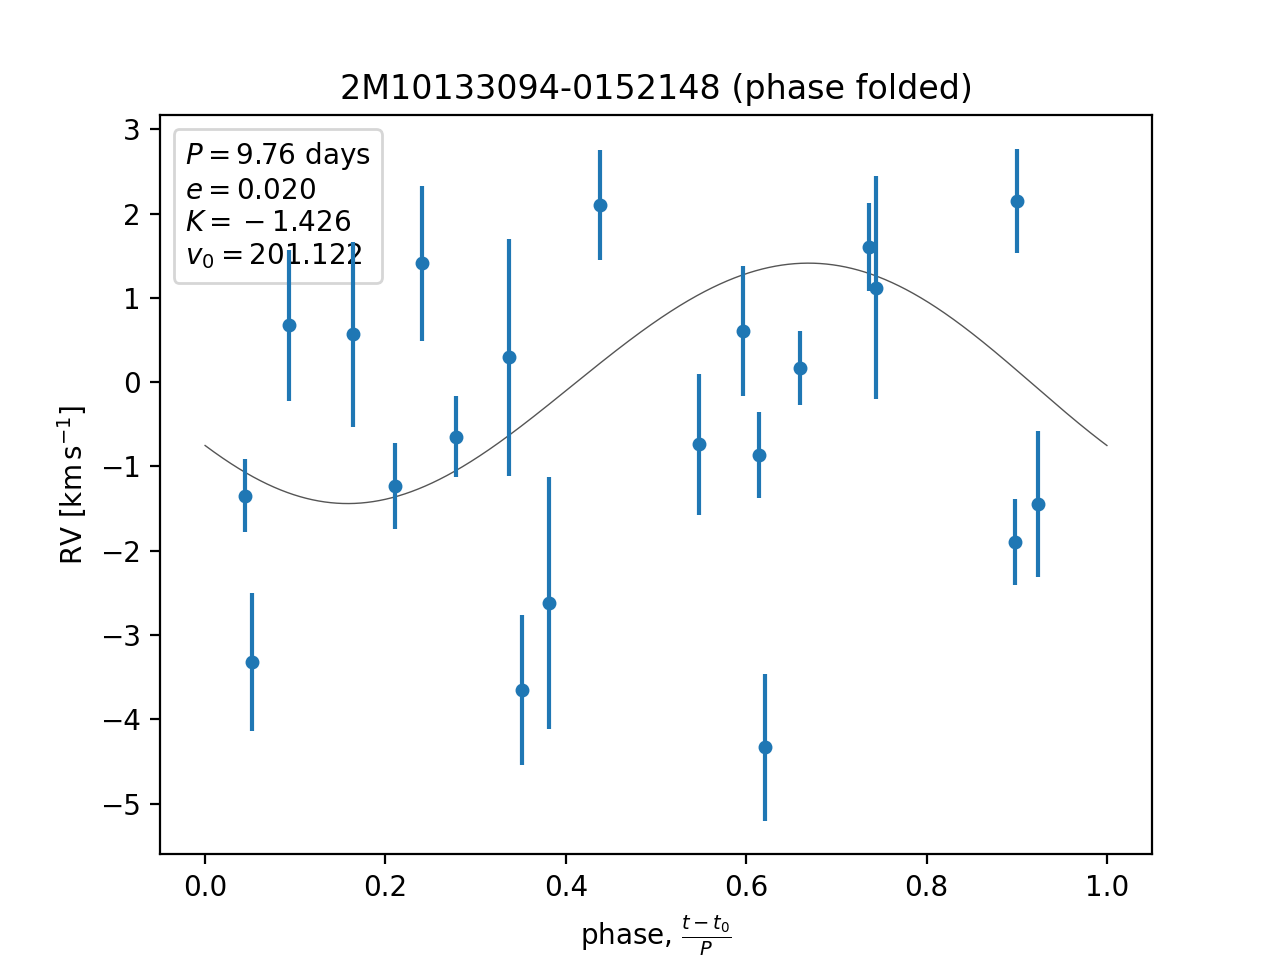 2M10133094-0152148 (phase folded)
P = 9.76 days
e = 0.020
K = −1.426
v₀ = 201.122
3
2
1
0
−1
−2
−3
−4
−5
RV [km s⁻¹]
0.0 0.2 0.4 0.6 0.8 1.0
phase, (t − t₀)/P